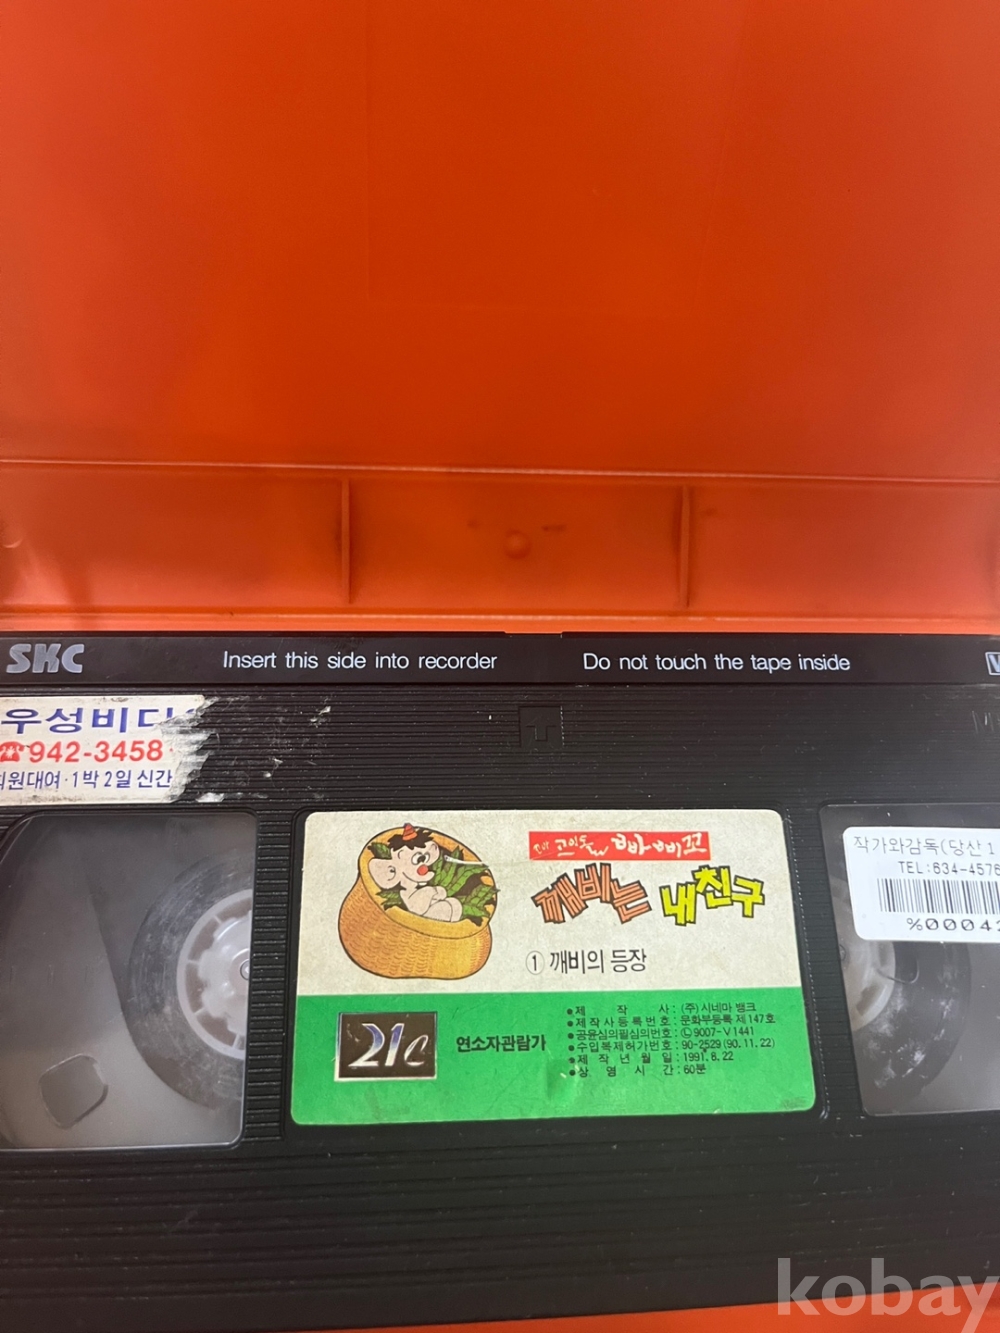 SKC
Insert this side into recorder
Do not touch the tape inside
우성비디
☎942-3458
회원대여·1박 2일 신간
작가와감독(당산1
TEL:634-4576
%00042
빠삐꼬
깨비는 내친구
① 깨비의 등장
21c
연소자관람가
●제 작 사 : (주) 시네마 뱅크
●제작사등록번호 : 문화부등록 제147호
●공윤심의필심의번호 : Ⓒ9007-V1441
●수입복제허가번호 : 90-2529 (90.11.22)
●제 작 년 월 일 : 1991.8.22
●상 영 시 간 : 60분
kobay